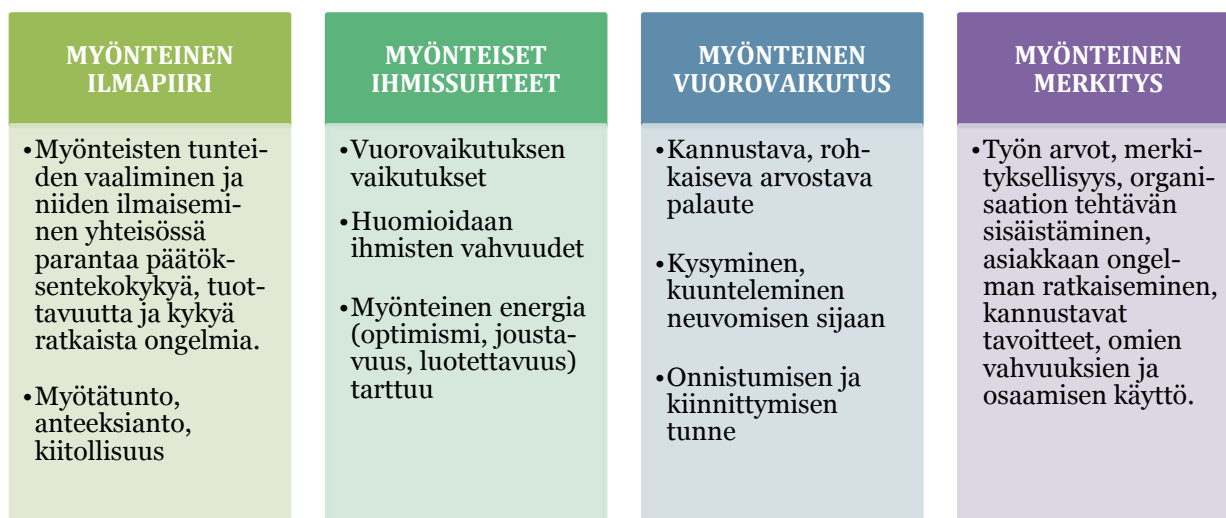 MYÖNTEINEN
ILMAPIIRI
•Myönteisten tuntei-
den vaaliminen ja
niiden ilmaisemi-
nen yhteisössä
parantaa päätök-
sentekokykyä, tuot-
tavuutta ja kykyä
ratkaista ongelmia.
•Myötätunto,
anteeksianto,
kiitollisuus
MYÖNTEISET
IHMISSUHTEET
•Vuorovaikutuksen
vaikutukset
•Huomioidaan
ihmisten vahvuudet
•Myönteinen energia
(optimismi, jousta-
vuus, luotettavuus)
tarttuu
MYÖNTEINEN
VUOROVAIKUTUS
•Kannustava, roh-
kaiseva arvostava
palaute
•Kysyminen,
kuunteleminen
neuvomisen sijaan
•Onnistumisen ja
kiinnittymisen
tunne
MYÖNTEINEN
MERKITYS
•Työn arvot, merki-
tyksellisyys, organi-
saation tehtävän
sisäistäminen,
asiakkaan ongel-
man ratkaiseminen,
kannustavat
tavoitteet, omien
vahvuuksien ja
osaamisen käyttö.